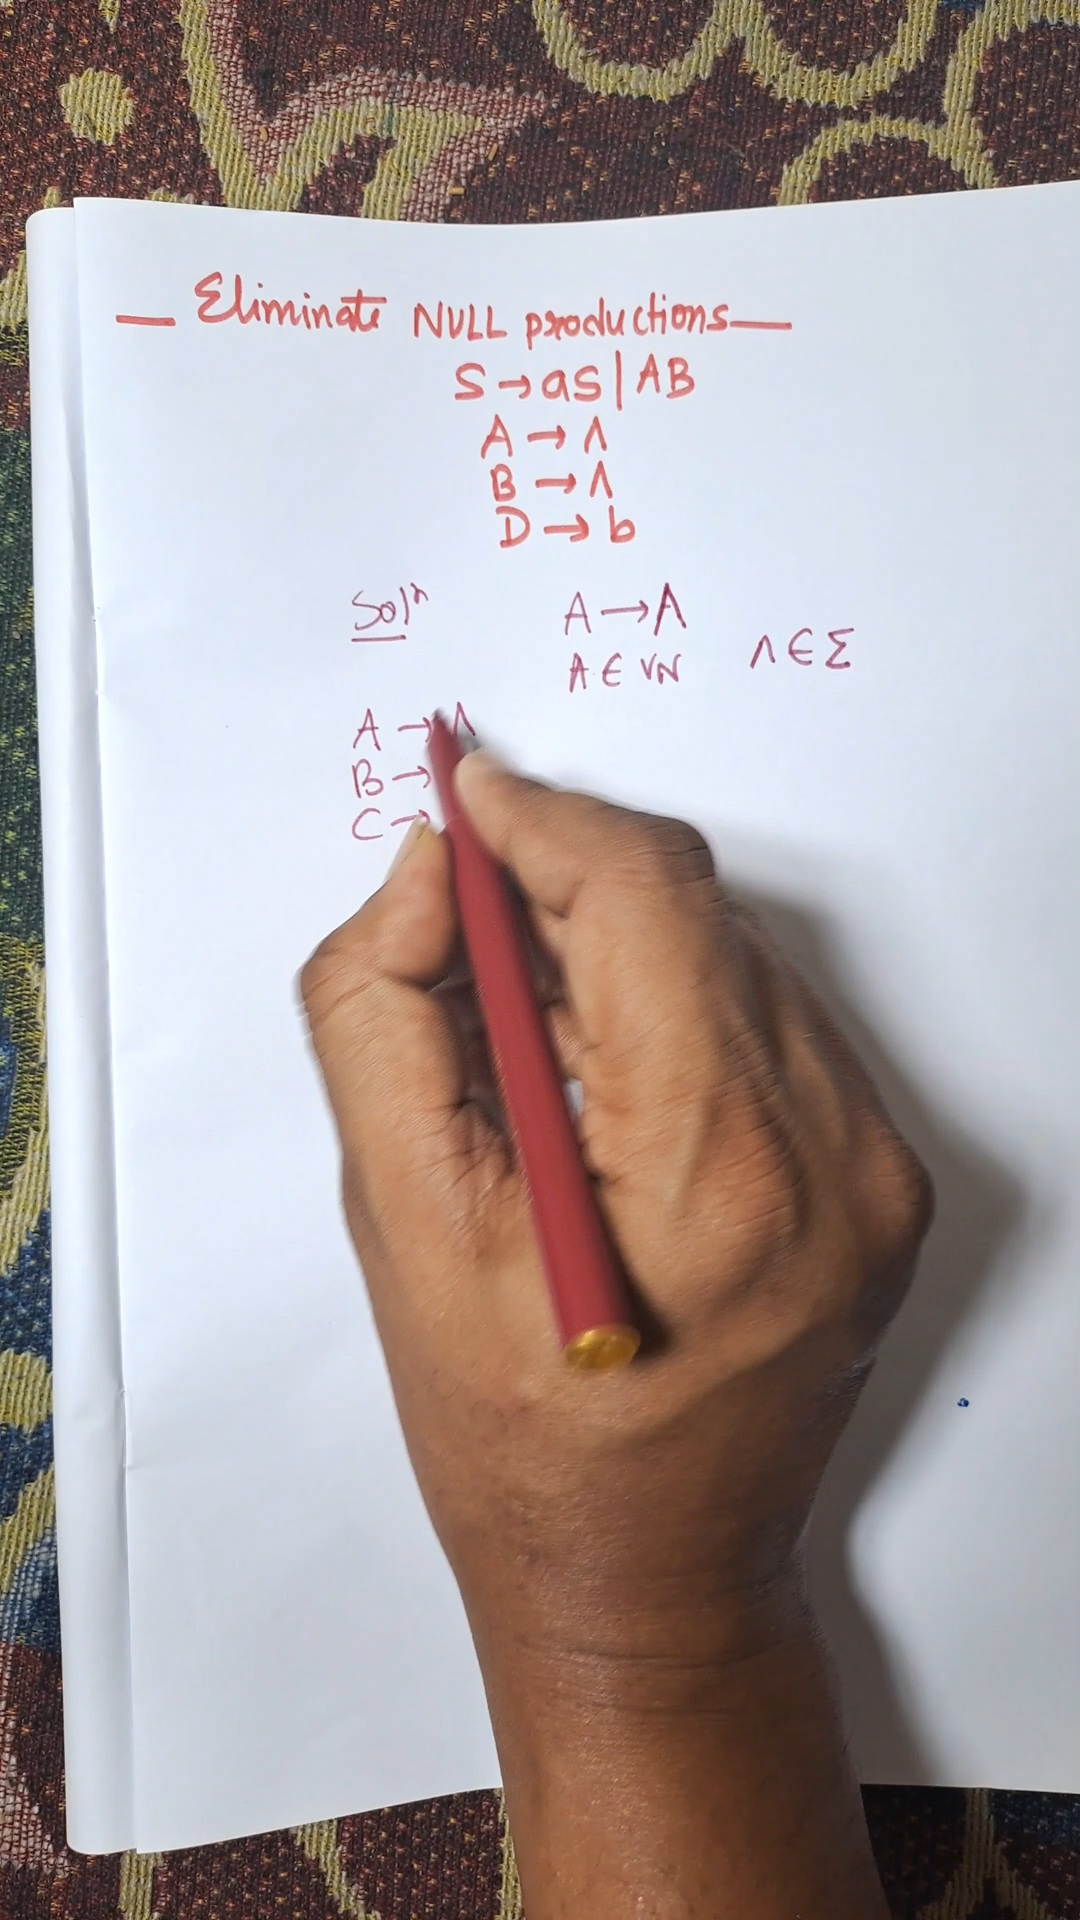 — Eliminate NULL productions —
S → aS | AB
A → Λ
B → Λ
D → b
Solⁿ
A → Λ
A ∈ VN Λ ∈ Σ
A → Λ
B →
C →